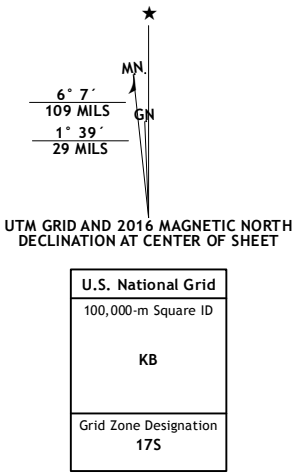 MN.
GN
6° 7´
109 MILS
1° 39´
29 MILS
UTM GRID AND 2016 MAGNETIC NORTH
DECLINATION AT CENTER OF SHEET
U.S. National Grid
100,000-m Square ID
KB
Grid Zone Designation
17S